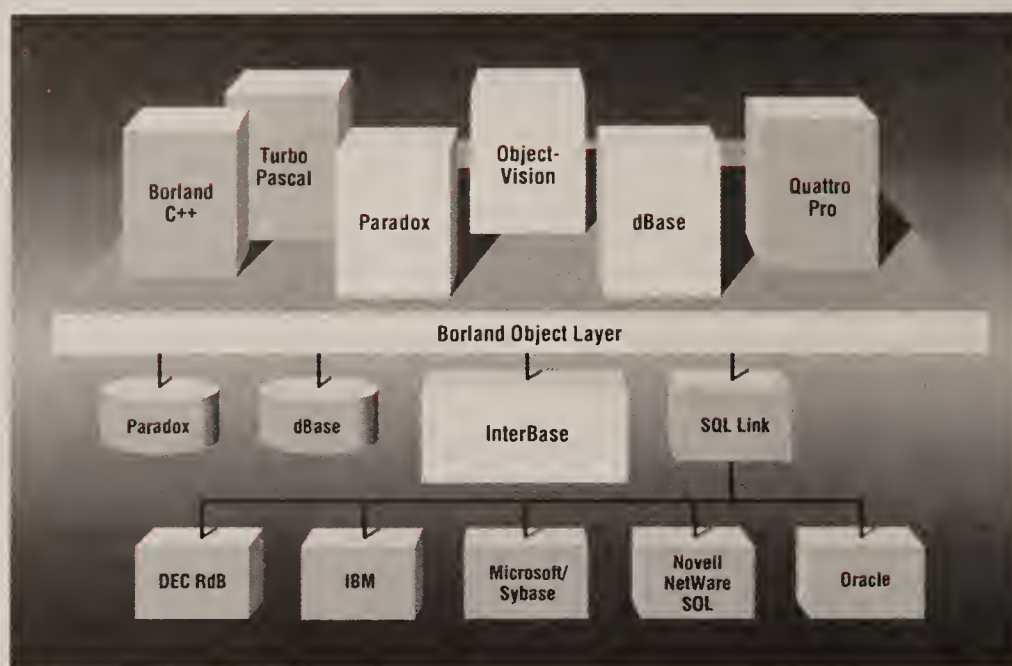 Borland
C++
Turbo
Pascal
Paradox
Object-
Vision
dBase
Quattro
Pro
Borland Object Layer
Paradox
dBase
InterBase
SQL Link
DEC RdB
IBM
Microsoft/
Sybase
Novell
NetWare
SQL
Oracle